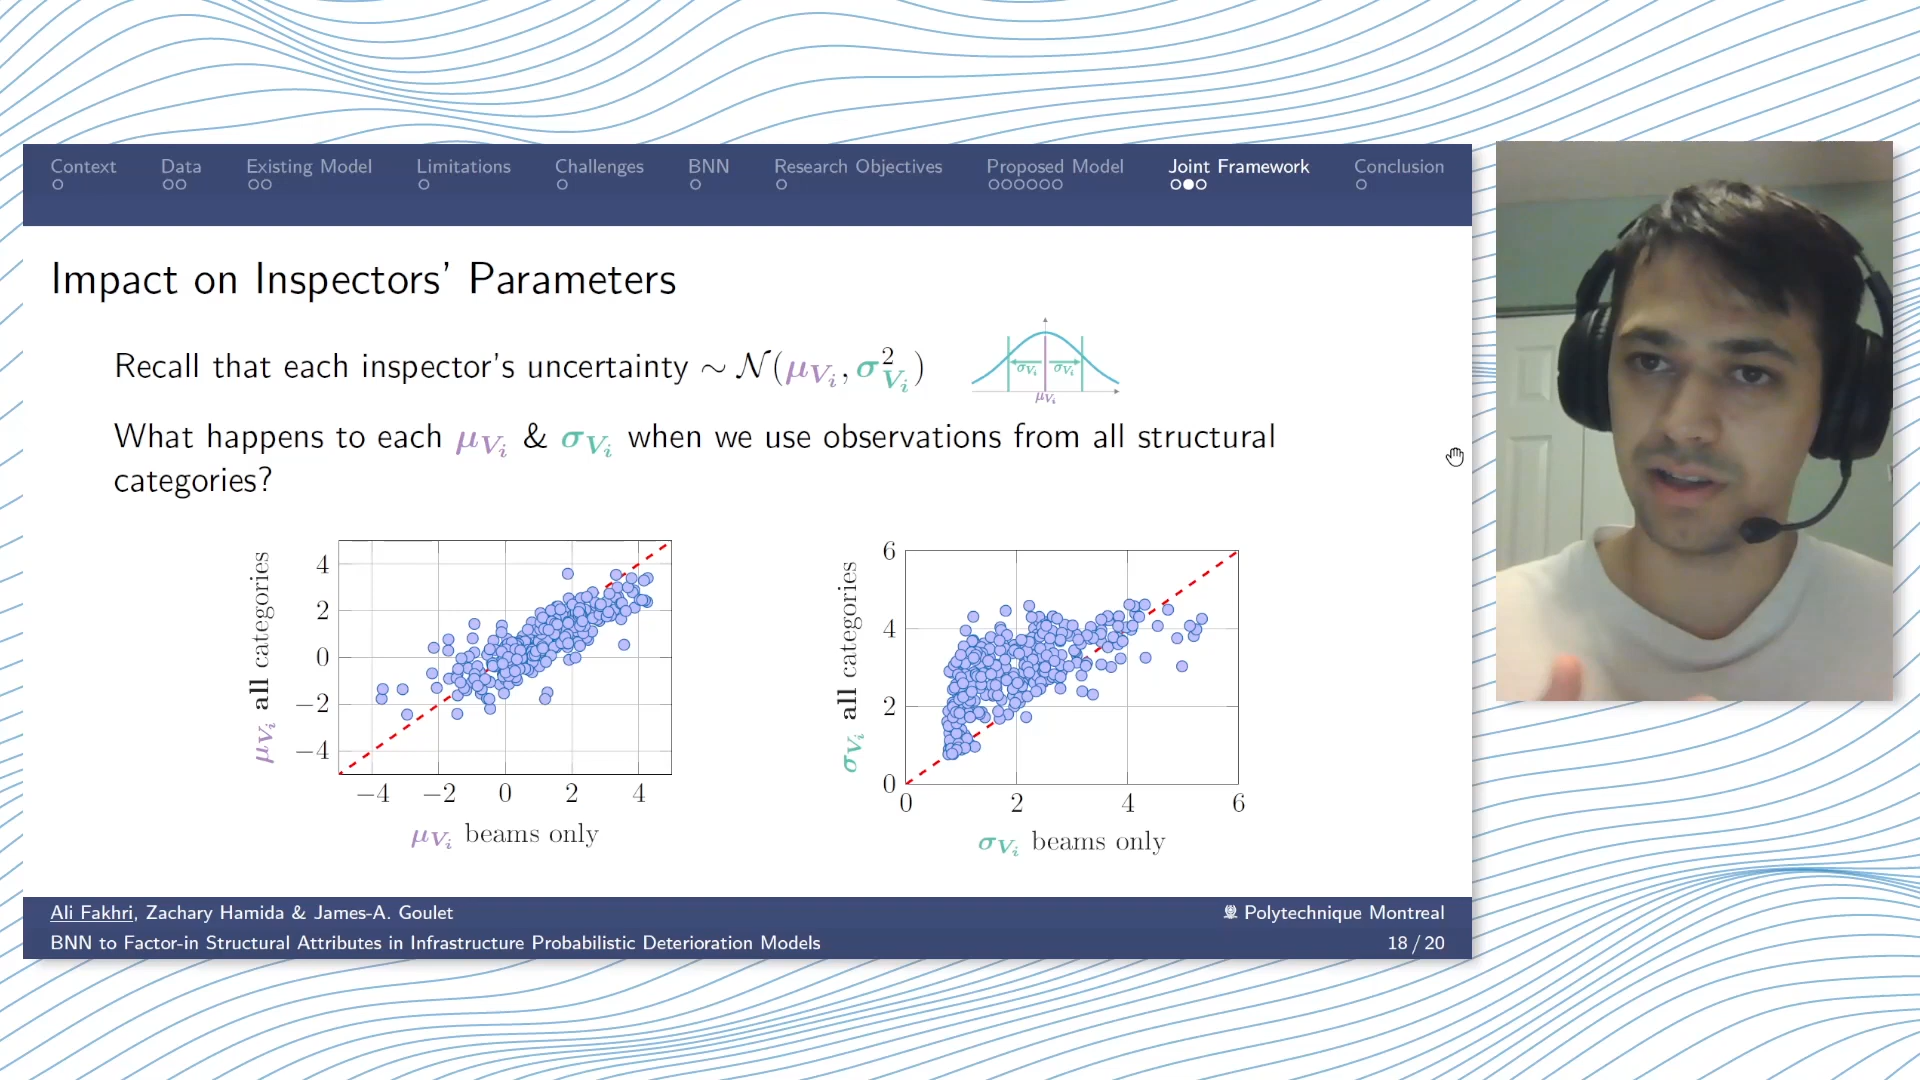 Context Data Existing Model Limitations Challenges BNN Research Objectives Proposed Model Joint Framework Conclusion
Impact on Inspectors' Parameters
Recall that each inspector's uncertainty ∼ 𝒩(μ_{V_i}, σ²_{V_i})
σ_{V_i} σ_{V_i}
μ_{V_i}
What happens to each μ_{V_i} & σ_{V_i} when we use observations from all structural
categories?
μ_{V_i} all categories
4
2
0
−2
−4
−4 −2 0 2 4
μ_{V_i} beams only
σ_{V_i} all categories
6
4
2
0
0 2 4 6
σ_{V_i} beams only
Ali Fakhri, Zachary Hamida & James-A. Goulet
Polytechnique Montreal
BNN to Factor-in Structural Attributes in Infrastructure Probabilistic Deterioration Models
18 / 20